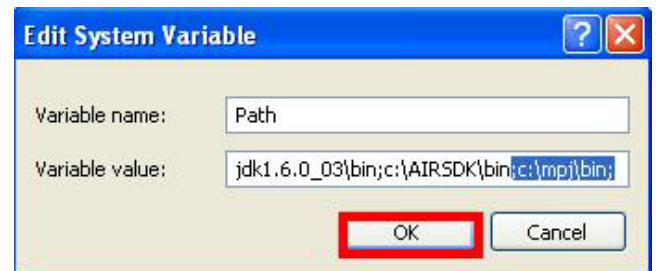 Edit System Variable
Variable name: Path
Variable value: jdk1.6.0_03\bin;c:\AIRSDK\bin;c:\mpj\bin;
OK Cancel